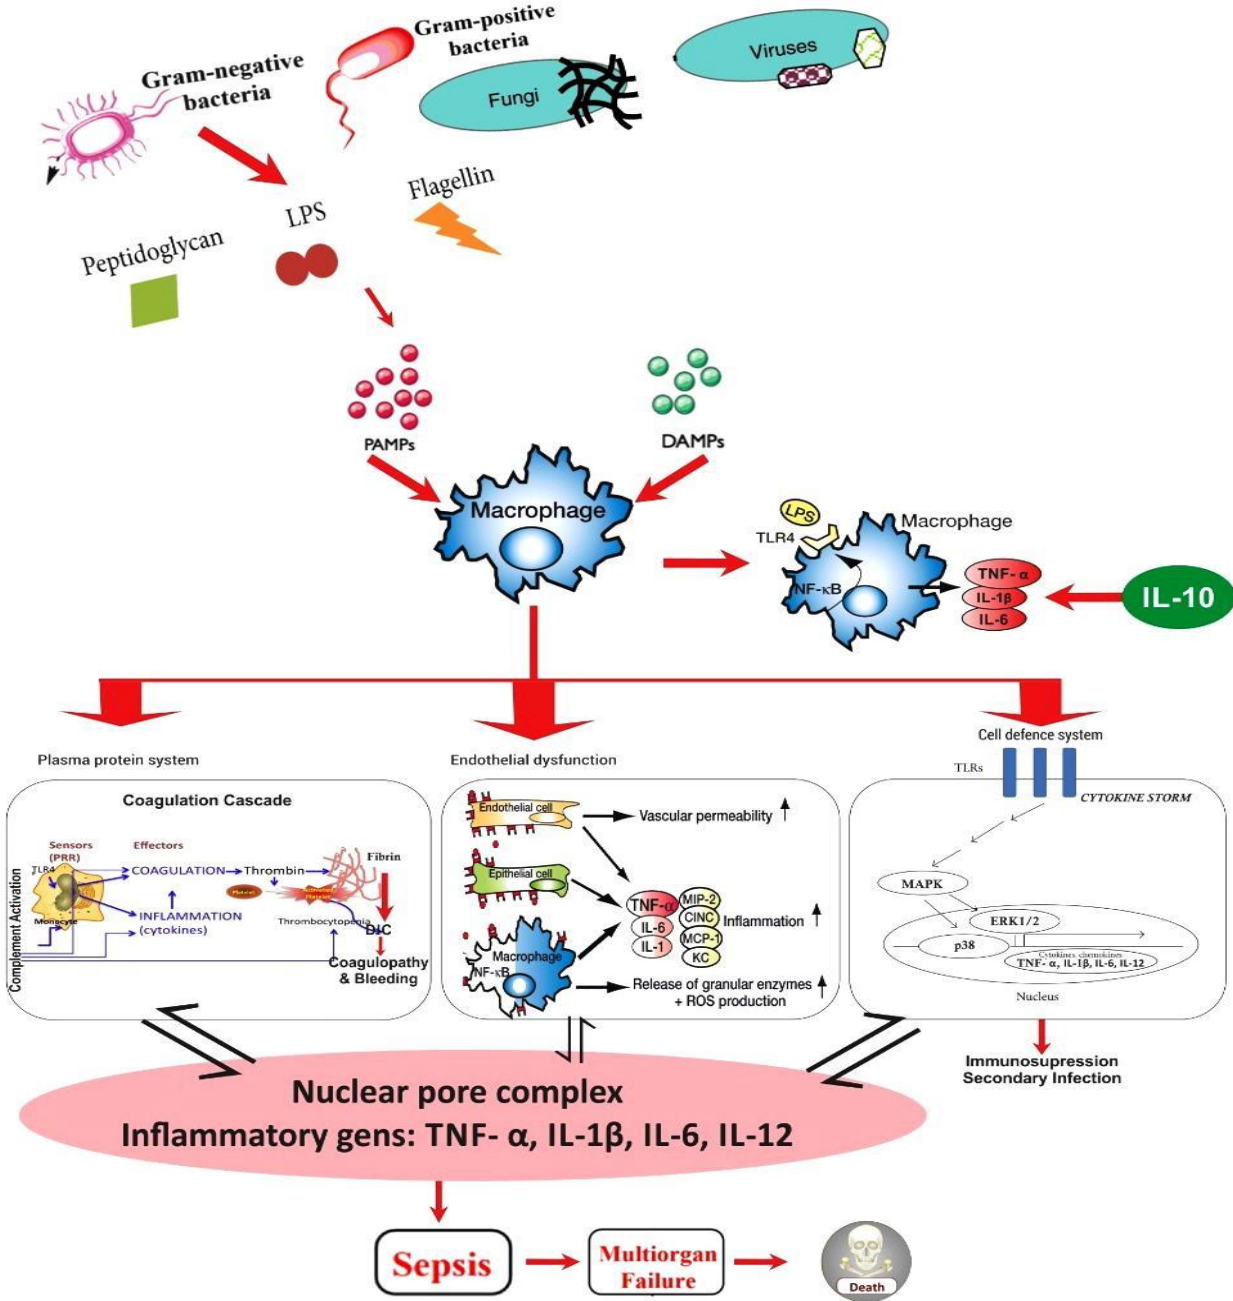 Gram-positive
bacteria
Gram-negative
bacteria
Fungi
Viruses
Flagellin
LPS
Peptidoglycan
PAMPs
DAMPs
Macrophage
LPS
TLR4
Macrophage
NF-κB
TNF- α
IL-1β
IL-6
IL-10
Plasma protein system
Coagulation Cascade
Sensors
(PRR)
Effectors
TLR4
Monocyte
COAGULATION
Thrombin
Fibrin
Platelet
Activated
Platelet
INFLAMMATION
(cytokines)
Thrombocytopenia
DIC
Coagulopathy
& Bleeding
Complement Activation
Endothelial dysfunction
Endothelial cell
Vascular permeability
Epithelial cell
TNF-α
IL-6
IL-1
MIP-2
CINC
MCP-1
KC
Inflammation
Macrophage
NF-κB
Release of granular enzymes
+ ROS production
Cell defence system
TLRs
CYTOKINE STORM
MAPK
ERK1/2
p38
Cytokines, chemokines
TNF- α, IL-1β, IL-6, IL-12
Nucleus
Immunosupression
Secondary Infection
Nuclear pore complex
Inflammatory gens: TNF- α, IL-1β, IL-6, IL-12
Sepsis
Multiorgan
Failure
Death